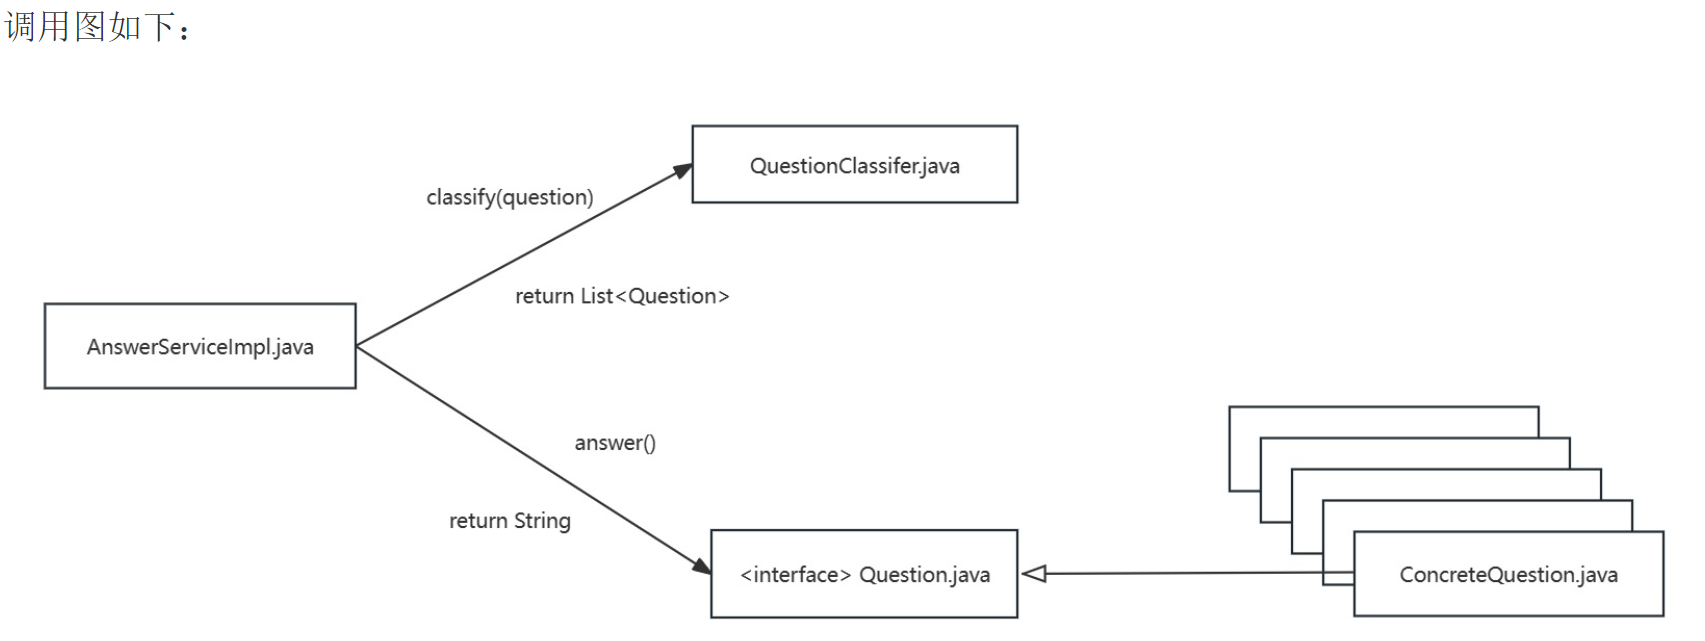 调用图如下：
QuestionClassifer.java
classify(question)
return List<Question>
AnswerServiceImpl.java
answer()
return String
<interface> Question.java
ConcreteQuestion.java